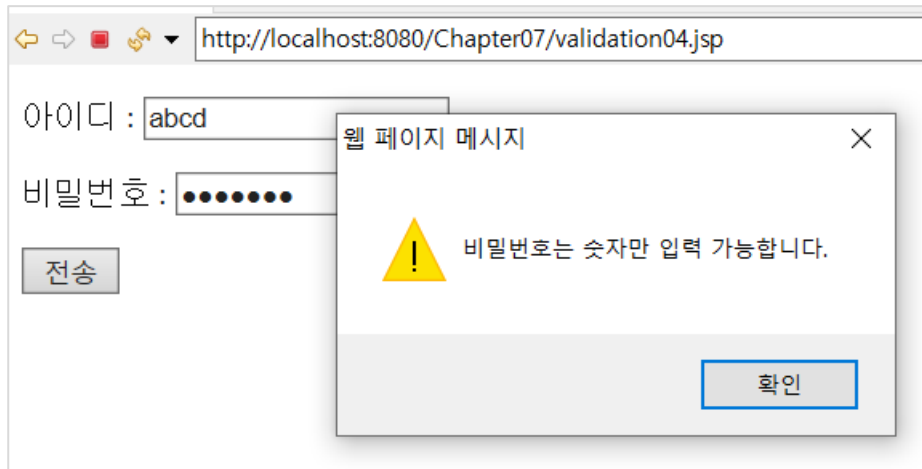 http://localhost:8080/Chapter07/validation04.jsp
아이디 : abcd
비밀번호 : ●●●●●●●
전송
웹 페이지 메시지
비밀번호는 숫자만 입력 가능합니다.
확인